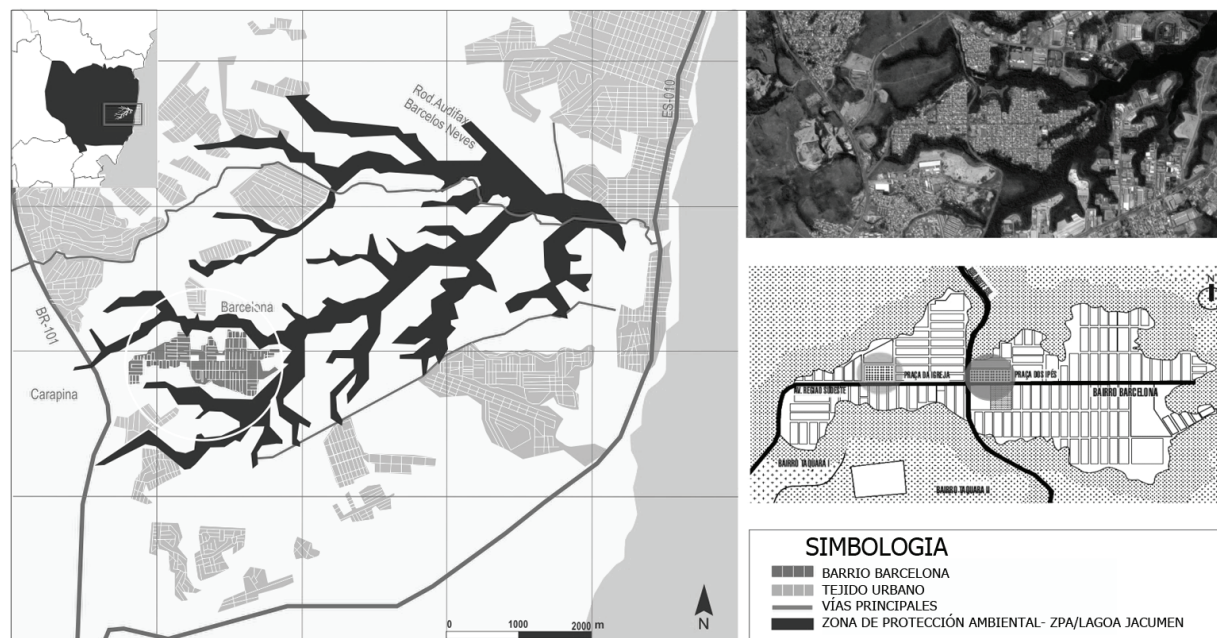 Rod.Audifax
Barcelos Neves
ES-010
BR-101
Barcelona
Carapina
0 1000 2000 m
N
N
PRAÇA DA IGREJA
PRAÇA DOS IPÊS
BAIRRO BARCELONA
BAIRRO TAQUARA I
BAIRRO TAQUARA II
SIMBOLOGIA
BARRIO BARCELONA
TEJIDO URBANO
VÍAS PRINCIPALES
ZONA DE PROTECCIÓN AMBIENTAL- ZPA/LAGOA JACUMEN